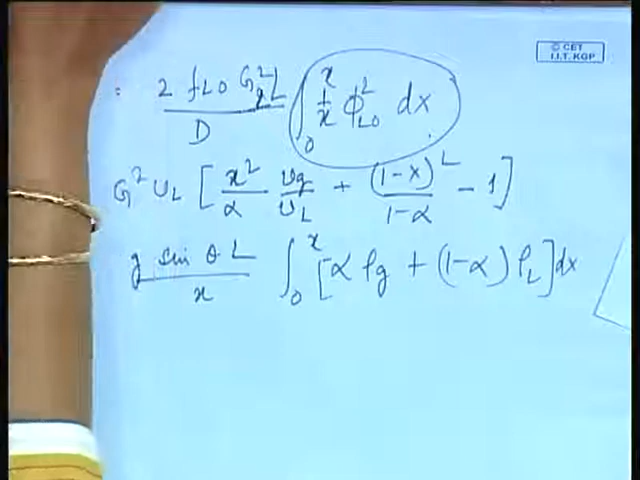 © CET
I.I.T. KGP
2 fLO G²L / D ∫₀ˣ 1/x ϕ²LO dx
G² υL [ x²/α υg/υL + (1-x)²/(1-α) - 1 ]
g sin θ L / x ∫₀ˣ [ α ρg + (1-α) ρL ] dx